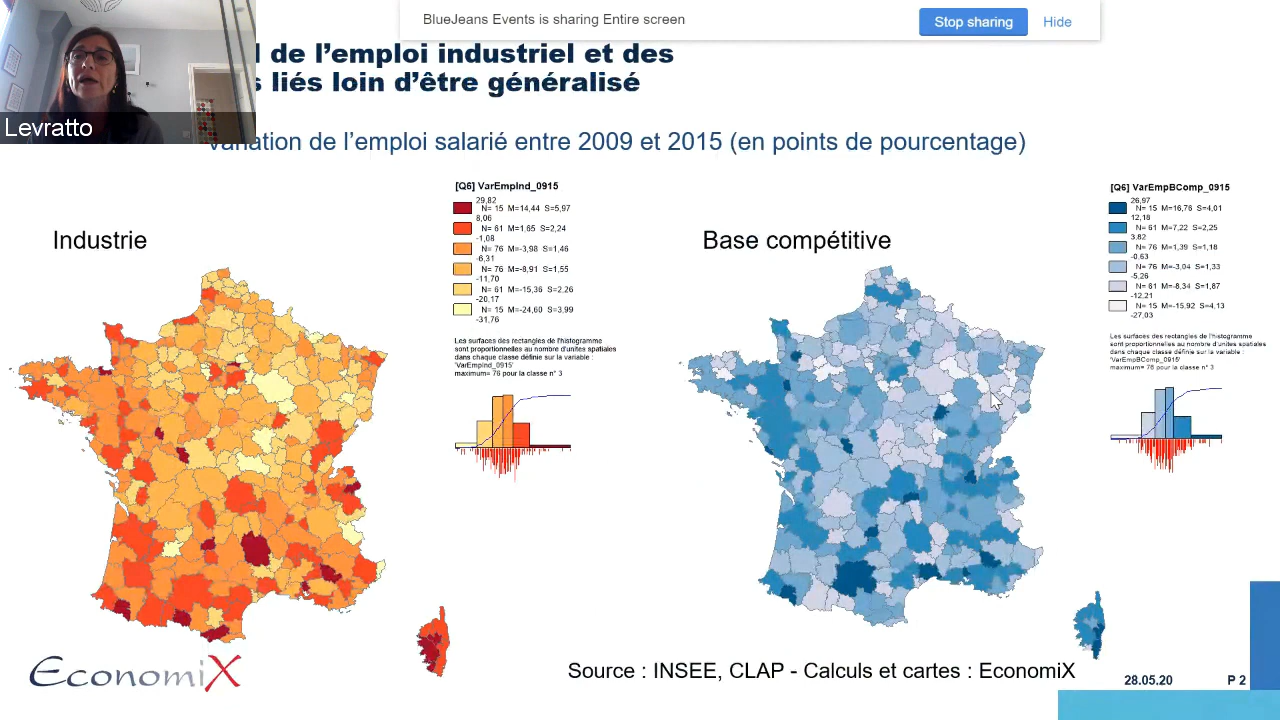 BlueJeans Events is sharing Entire screen
Stop sharing
Hide
Levratto
l de l’emploi industriel et des
s liés loin d’être généralisé
Variation de l’emploi salarié entre 2009 et 2015 (en points de pourcentage)
Industrie
[Q6] VarEmpInd_0915
29,82
N= 15 M=14,44 S=5,97
8,06
N= 61 M=1,65 S=2,24
-1,08
N= 76 M=-3,98 S=1,46
-6,31
N= 76 M=-8,91 S=1,55
-11,70
N= 61 M=-15,36 S=2,26
-20,17
N= 15 M=-24,60 S=3,99
-31,76
Les surfaces des rectangles de l'histogramme
sont proportionnelles au nombre d'unites spatiales
dans chaque classe définie sur la variable :
'VarEmpInd_0915'
maximum= 76 pour la classe n° 3
Base compétitive
[Q6] VarEmpBComp_0915
26,97
N= 15 M=16,76 S=4,01
12,18
N= 61 M=7,22 S=2,25
3,82
N= 76 M=1,39 S=1,18
-0,63
N= 76 M=-3,04 S=1,33
-5,26
N= 61 M=-8,34 S=1,87
-12,21
N= 15 M=-15,92 S=4,13
-27,03
Les surfaces des rectangles de l'histogramme
sont proportionnelles au nombre d'unites spatiales
dans chaque classe définie sur la variable :
'VarEmpBComp_0915'
maximum= 76 pour la classe n° 3
EconomiX
Source : INSEE, CLAP - Calculs et cartes : EconomiX
28.05.20
P 2